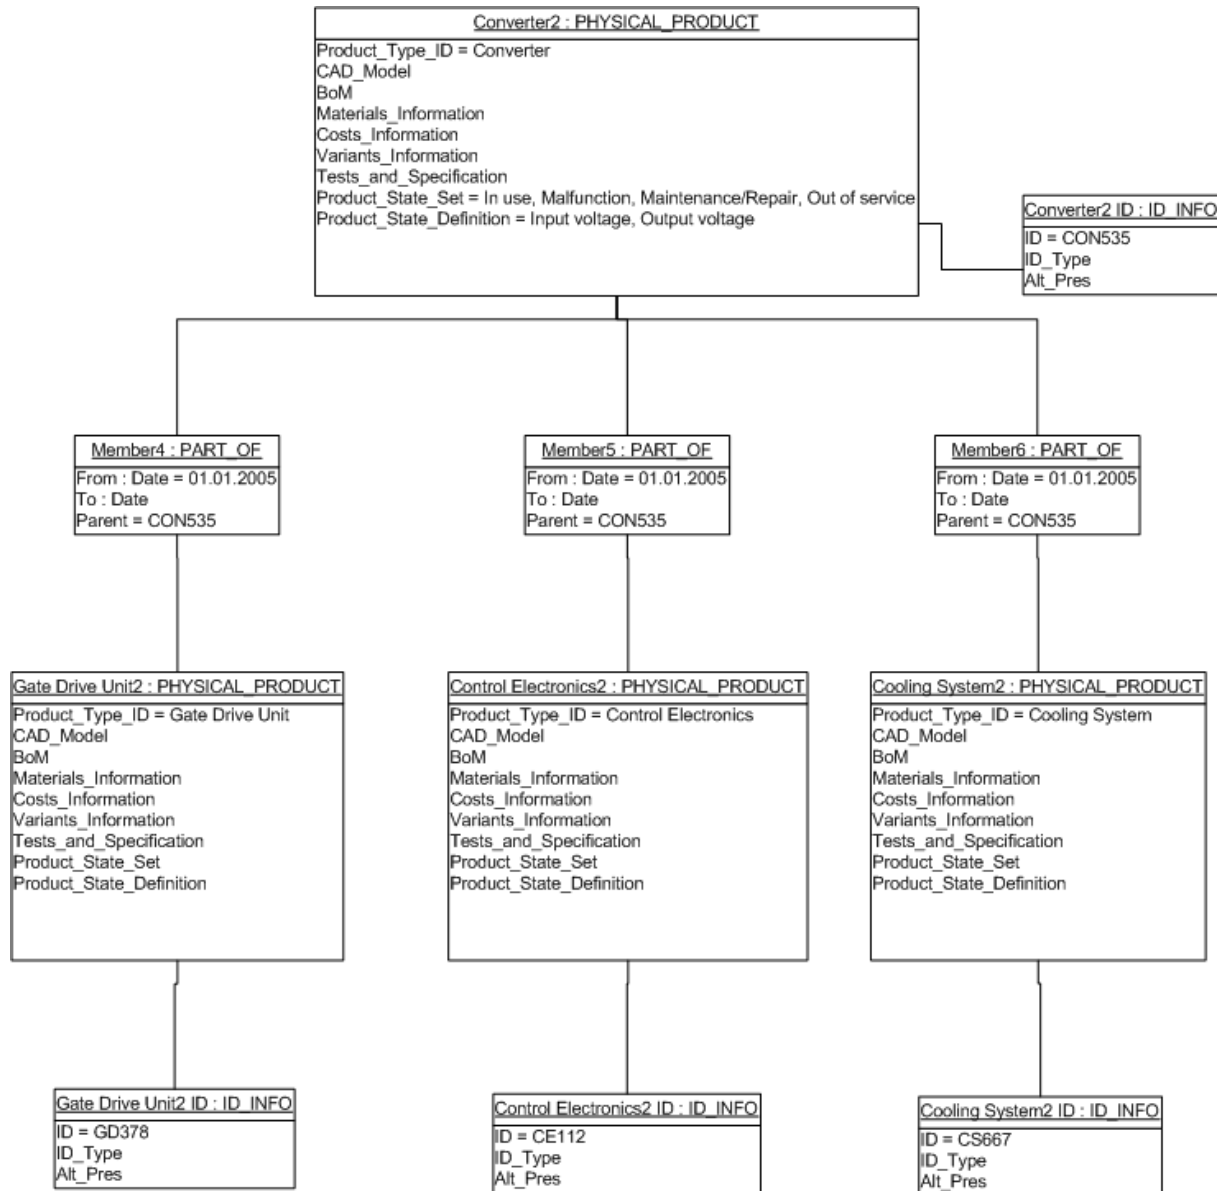 Converter2 : PHYSICAL_PRODUCT
Product_Type_ID = Converter
CAD_Model
BoM
Materials_Information
Costs_Information
Variants_Information
Tests_and_Specification
Product_State_Set = In use, Malfunction, Maintenance/Repair, Out of service
Product_State_Definition = Input voltage, Output voltage
Converter2 ID : ID_INFO
ID = CON535
ID_Type
Alt_Pres
Member4 : PART_OF
From : Date = 01.01.2005
To : Date
Parent = CON535
Member5 : PART_OF
From : Date = 01.01.2005
To : Date
Parent = CON535
Member6 : PART_OF
From : Date = 01.01.2005
To : Date
Parent = CON535
Gate Drive Unit2 : PHYSICAL_PRODUCT
Product_Type_ID = Gate Drive Unit
CAD_Model
BoM
Materials_Information
Costs_Information
Variants_Information
Tests_and_Specification
Product_State_Set
Product_State_Definition
Control Electronics2 : PHYSICAL_PRODUCT
Product_Type_ID = Control Electronics
CAD_Model
BoM
Materials_Information
Costs_Information
Variants_Information
Tests_and_Specification
Product_State_Set
Product_State_Definition
Cooling System2 : PHYSICAL_PRODUCT
Product_Type_ID = Cooling System
CAD_Model
BoM
Materials_Information
Costs_Information
Variants_Information
Tests_and_Specification
Product_State_Set
Product_State_Definition
Gate Drive Unit2 ID : ID_INFO
ID = GD378
ID_Type
Alt_Pres
Control Electronics2 ID : ID_INFO
ID = CE112
ID_Type
Alt_Pres
Cooling System2 ID : ID_INFO
ID = CS667
ID_Type
Alt_Pres